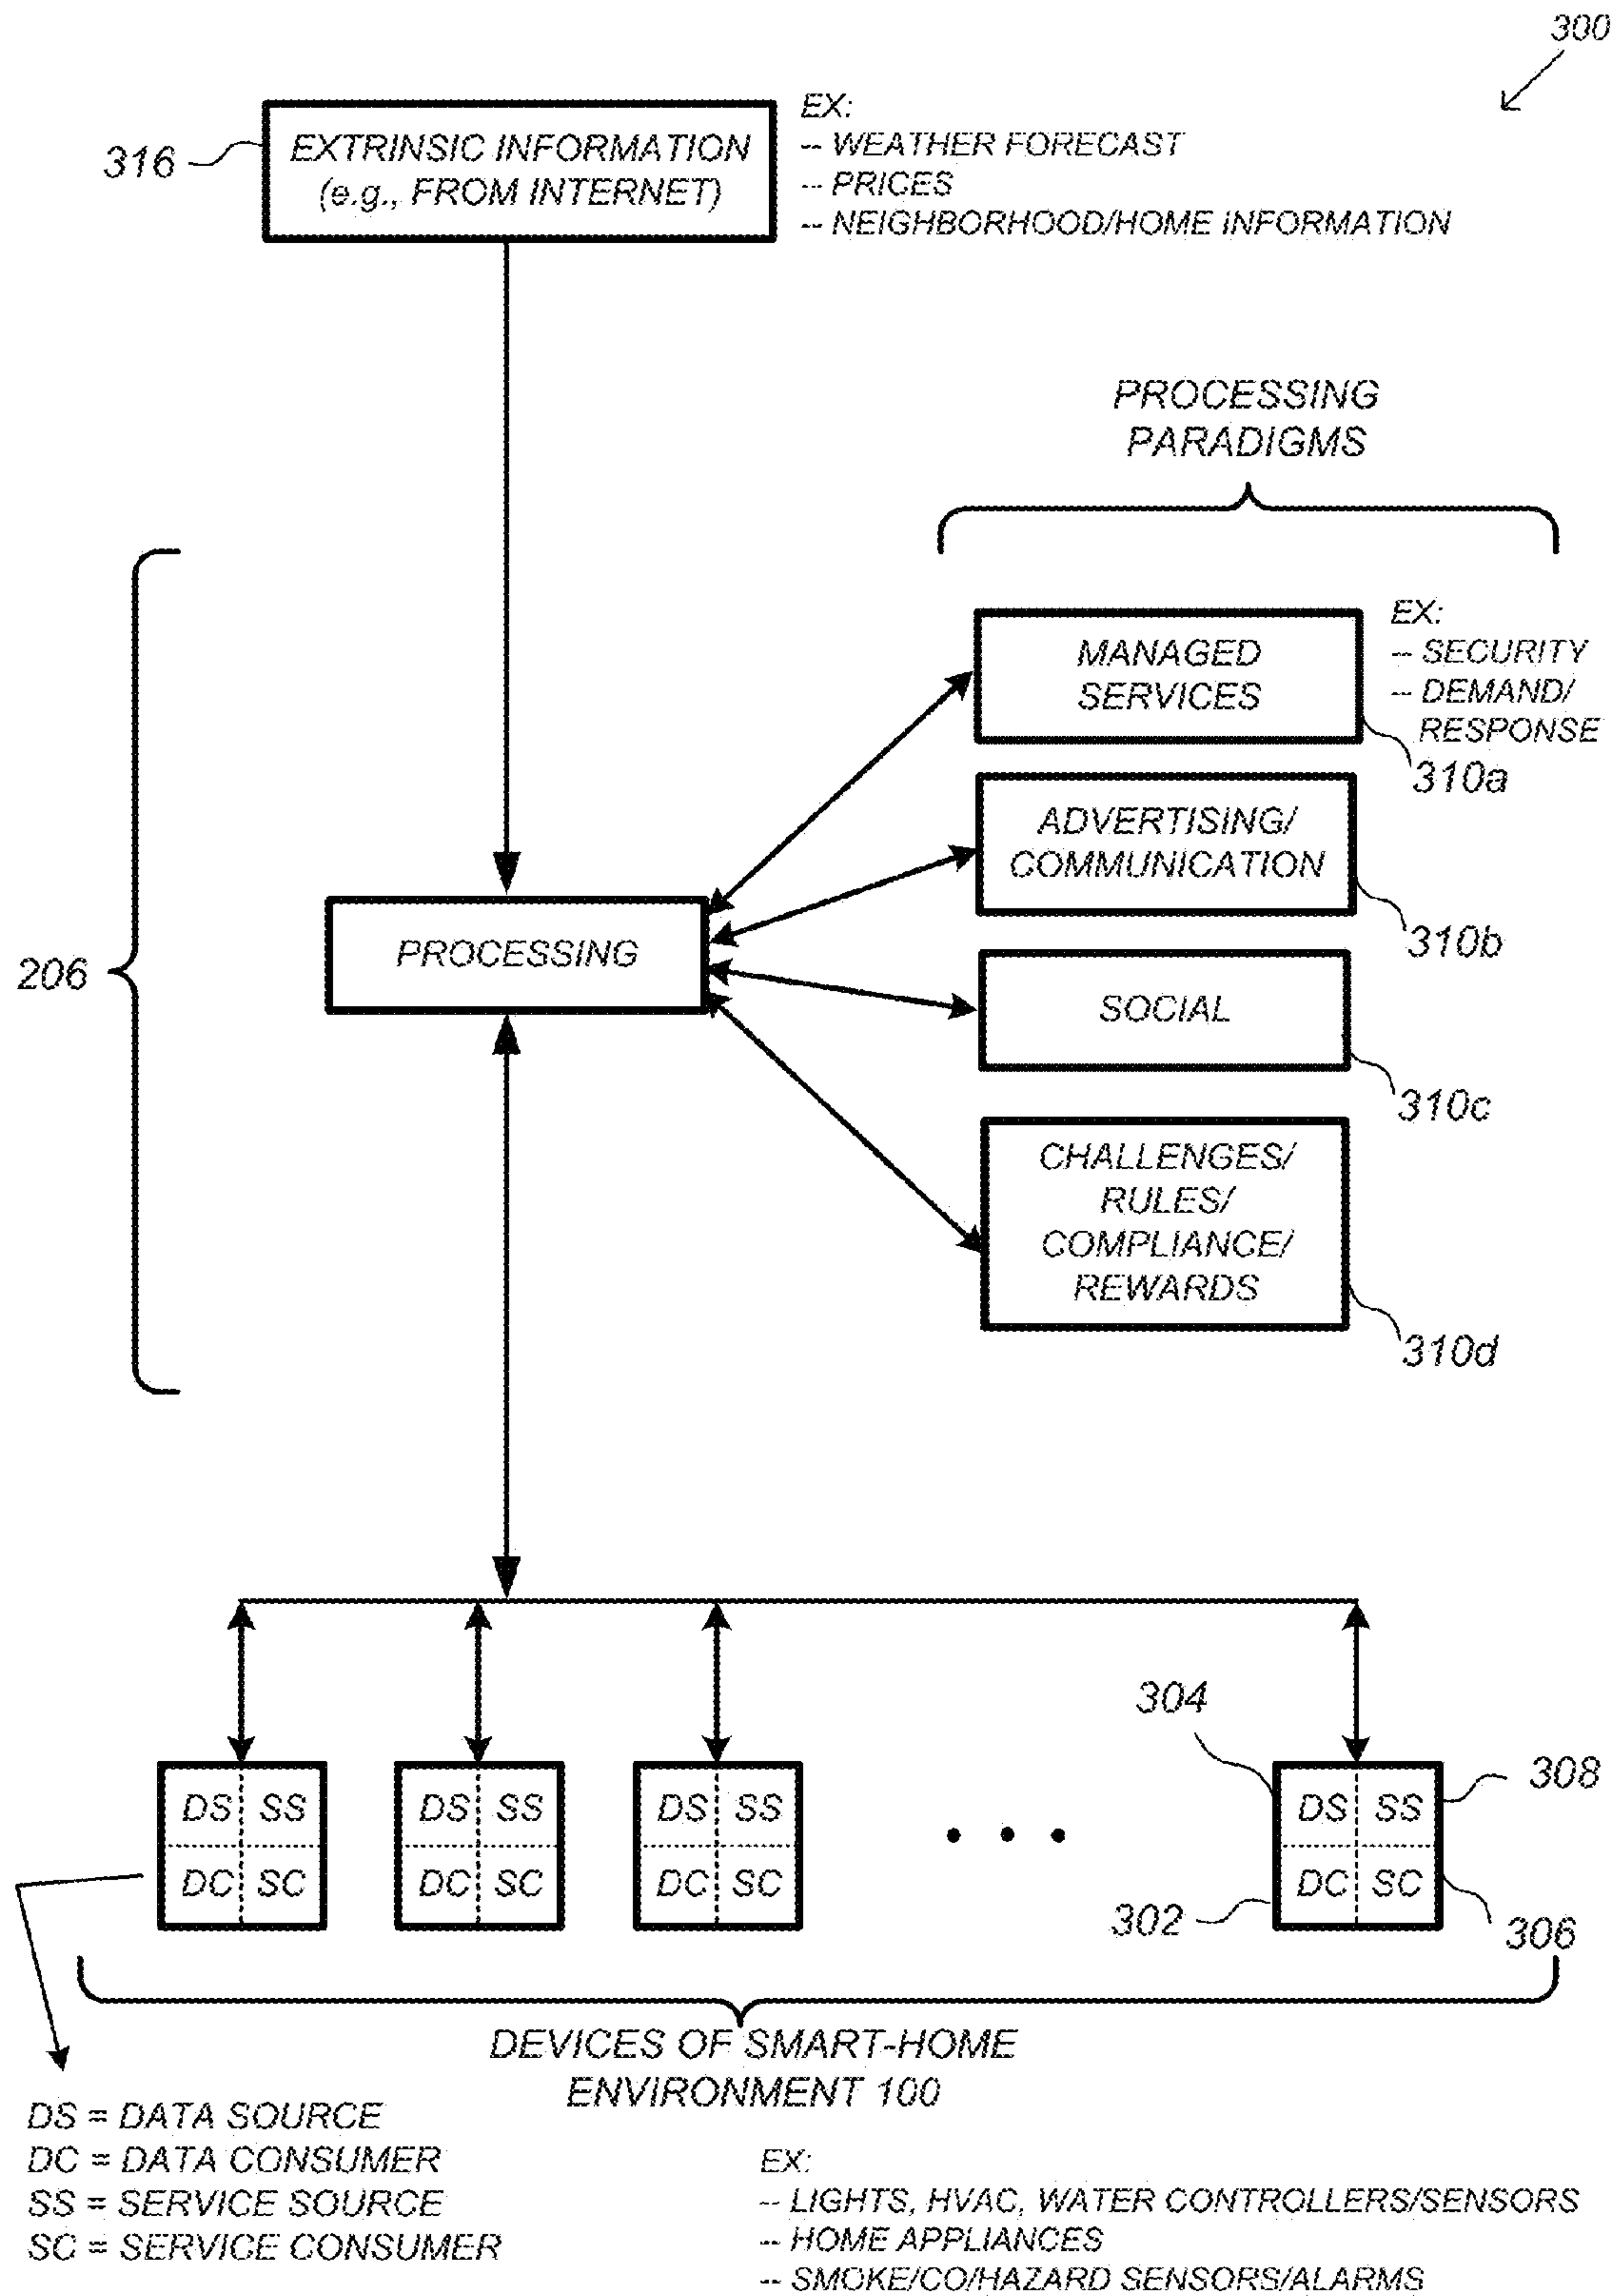 300
316
EXTRINSIC INFORMATION
(e.g., FROM INTERNET)
EX:
-- WEATHER FORECAST
-- PRICES
-- NEIGHBORHOOD/HOME INFORMATION
PROCESSING
PARADIGMS
206
PROCESSING
MANAGED
SERVICES
EX:
-- SECURITY
-- DEMAND/
RESPONSE
310a
ADVERTISING/
COMMUNICATION
310b
SOCIAL
310c
CHALLENGES/
RULES/
COMPLIANCE/
REWARDS
310d
DS SS
DC SC
DS SS
DC SC
DS SS
DC SC
• • •
304
DS SS
DC SC
308
302
306
DEVICES OF SMART-HOME
ENVIRONMENT 100
DS = DATA SOURCE
DC = DATA CONSUMER
SS = SERVICE SOURCE
SC = SERVICE CONSUMER
EX:
-- LIGHTS, HVAC, WATER CONTROLLERS/SENSORS
-- HOME APPLIANCES
-- SMOKE/CO/HAZARD SENSORS/ALARMS